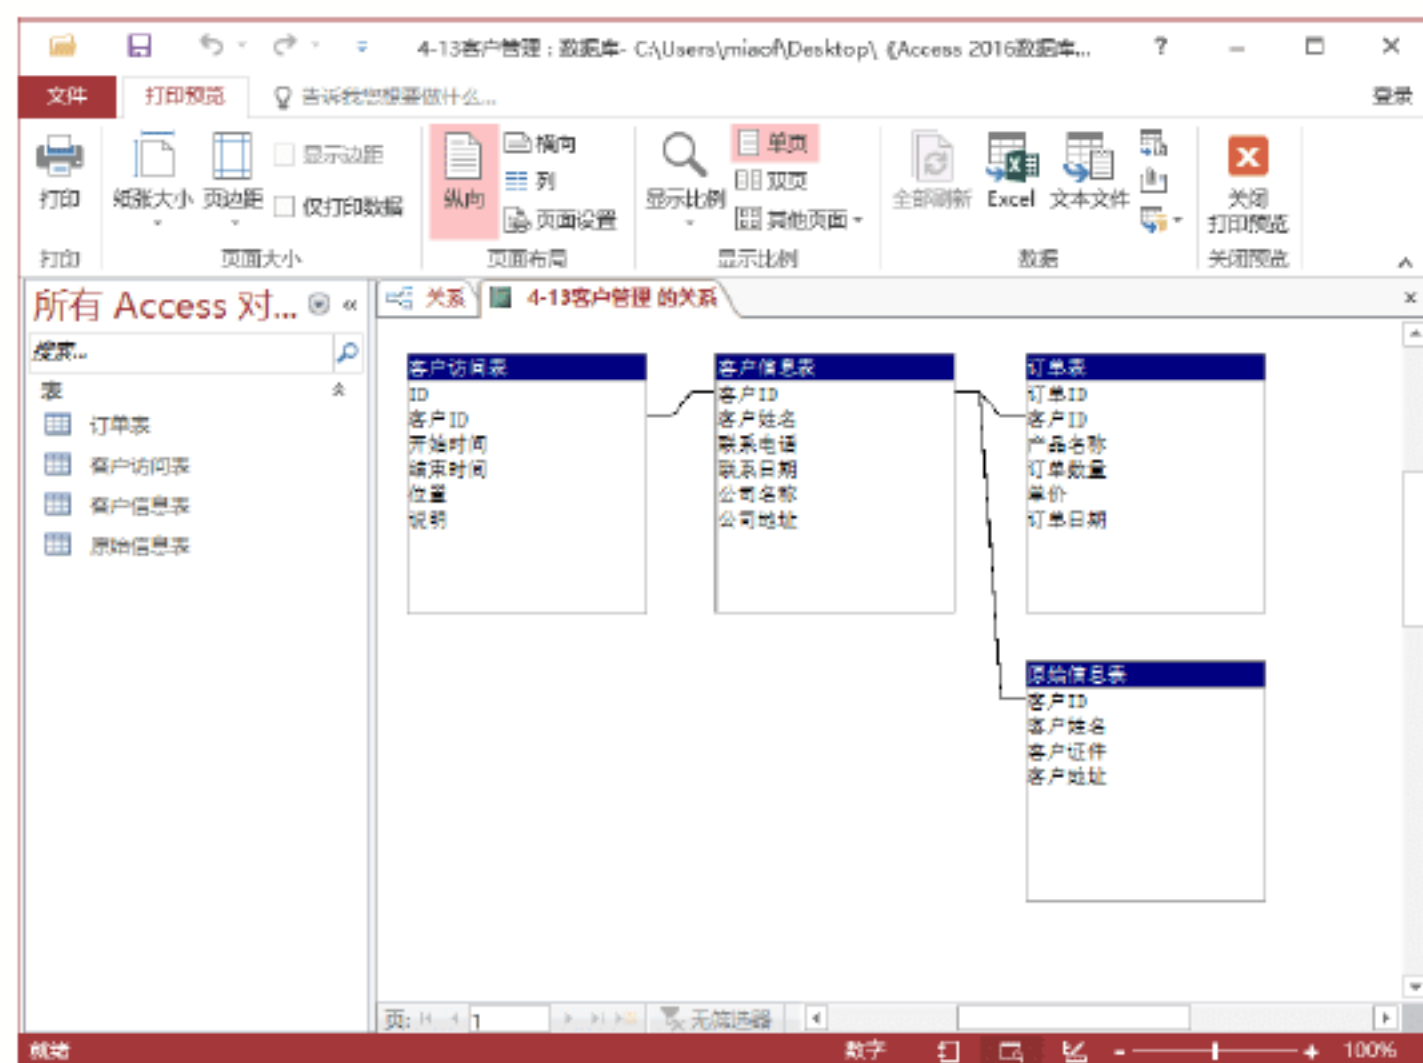 4-13客户管理：数据库- C:\Users\miaof\Desktop\《Access 2016数据库... ?
文件 打印预览 告诉我您想要做什么... 登录
打印 纸张大小 页边距 显示边距 仅打印数据 纵向 横向 列 页面设置 显示比例 单页 双页 其他页面 全部刷新 Excel 文本文件 关闭打印预览
打印 页面大小 页面布局 显示比例 数据 关闭预览
所有 Access 对... «
关系 4-13客户管理 的关系
搜索...
表
订单表
客户访问表
客户信息表
原始信息表
客户访问表
ID
客户ID
开始时间
结束时间
位置
说明
客户信息表
客户ID
客户姓名
联系电话
联系日期
公司名称
公司地址
订单表
订单ID
客户ID
产品名称
订单数量
单价
订单日期
原始信息表
客户ID
客户姓名
客户证件
客户地址
页: 1 无筛选器
就绪 数字 100%